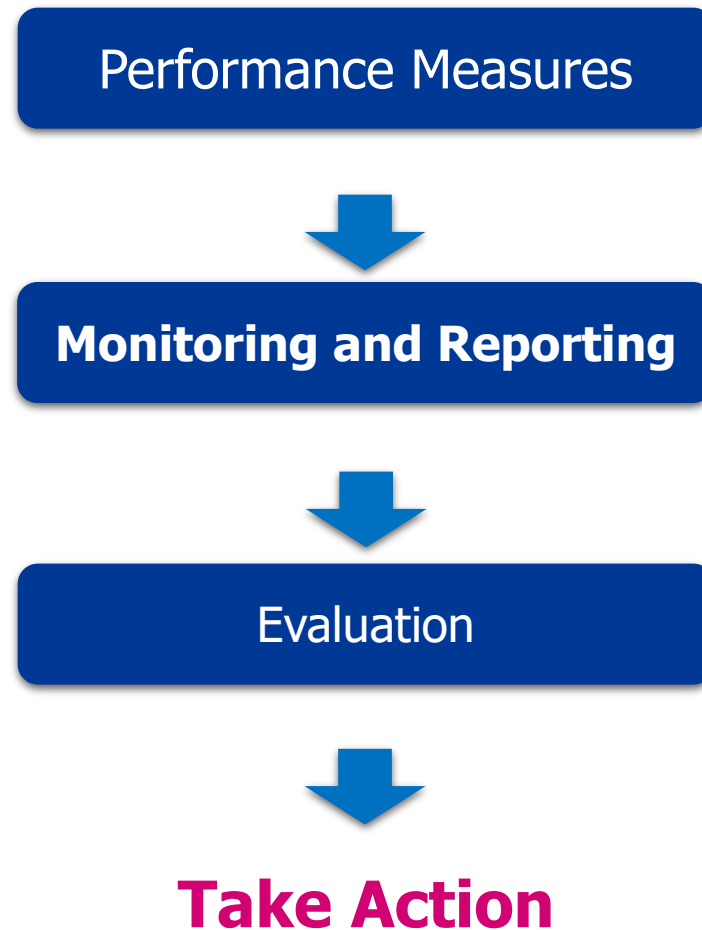 Performance Measures
Monitoring and Reporting
Evaluation
Take Action